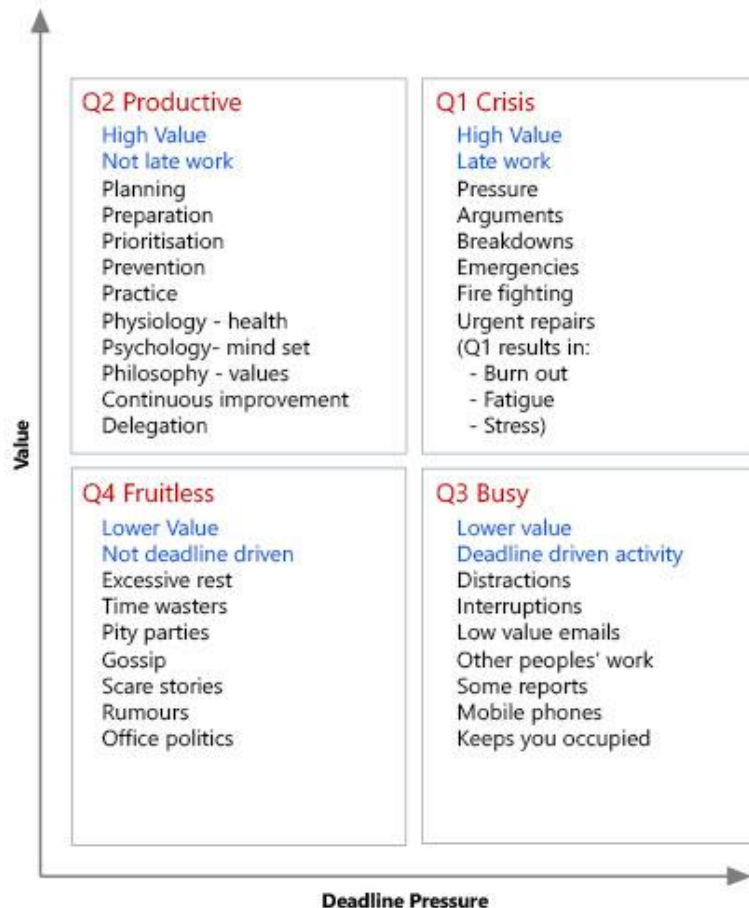 Q2 Productive
High Value
Not late work
Planning
Preparation
Prioritisation
Prevention
Practice
Physiology - health
Psychology- mind set
Philosophy - values
Continuous improvement
Delegation
Q1 Crisis
High Value
Late work
Pressure
Arguments
Breakdowns
Emergencies
Fire fighting
Urgent repairs
(Q1 results in:
- Burn out
- Fatigue
- Stress)
Value
Q4 Fruitless
Lower Value
Not deadline driven
Excessive rest
Time wasters
Pity parties
Gossip
Scare stories
Rumours
Office politics
Q3 Busy
Lower value
Deadline driven activity
Distractions
Interruptions
Low value emails
Other peoples' work
Some reports
Mobile phones
Keeps you occupied
Deadline Pressure